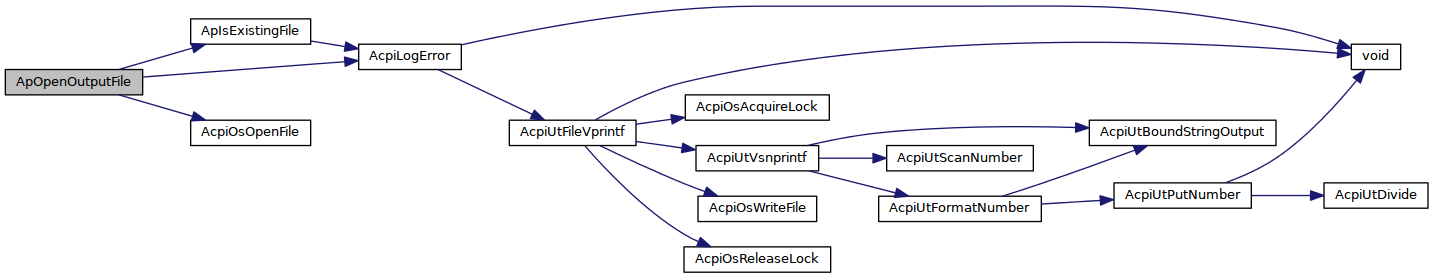 ApOpenOutputFile
ApIsExistingFile
AcpiOsOpenFile
AcpiLogError
AcpiUtFileVprintf
AcpiOsAcquireLock
AcpiUtVsnprintf
AcpiOsWriteFile
AcpiOsReleaseLock
AcpiUtScanNumber
AcpiUtFormatNumber
AcpiUtBoundStringOutput
AcpiUtPutNumber
void
AcpiUtDivide